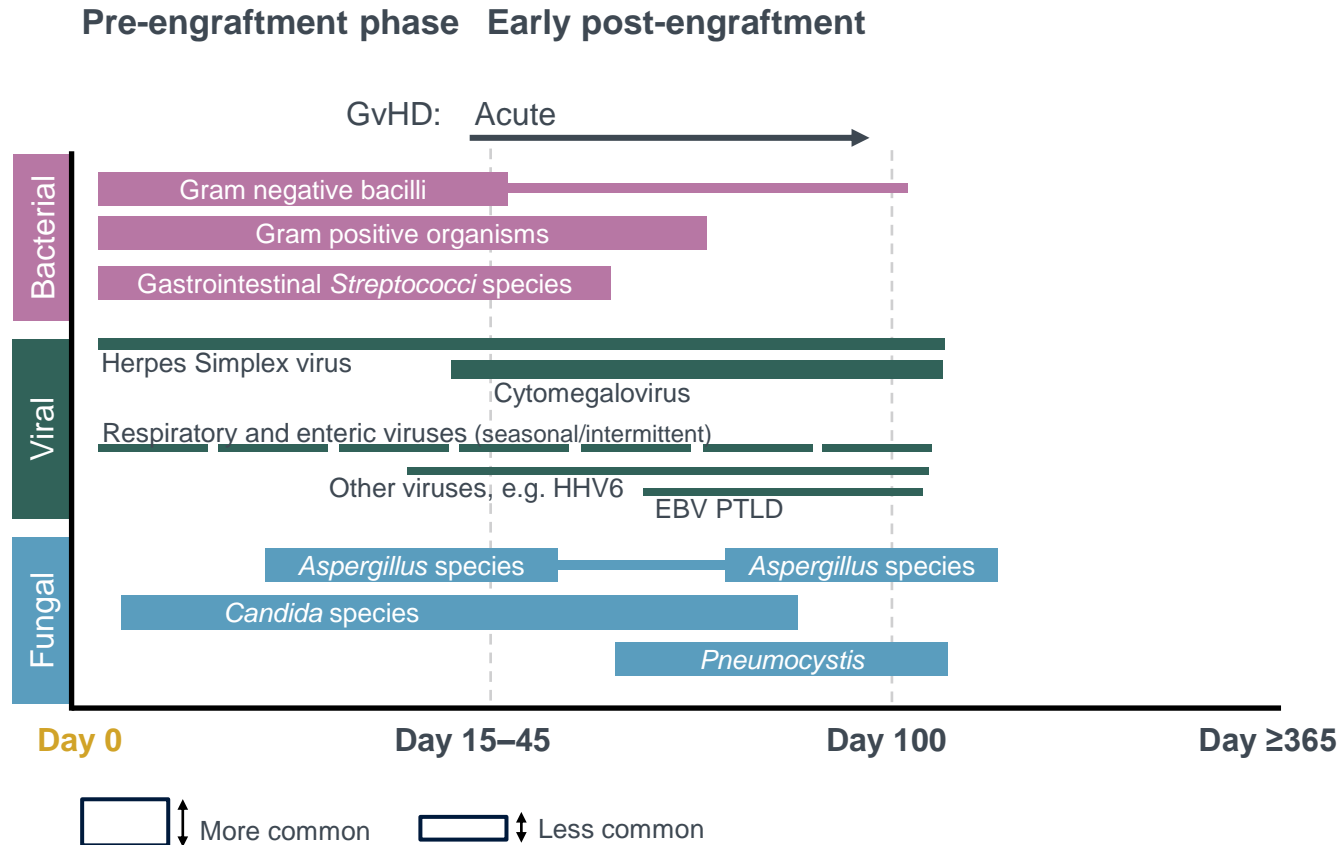 Pre-engraftment phase Early post-engraftment
GvHD: Acute
Bacterial
Gram negative bacilli
Gram positive organisms
Gastrointestinal Streptococci species
Viral
Herpes Simplex virus
Cytomegalovirus
Respiratory and enteric viruses (seasonal/intermittent)
Other viruses, e.g. HHV6
EBV PTLD
Fungal
Aspergillus species Aspergillus species
Candida species
Pneumocystis
Day 0 Day 15–45 Day 100 Day ≥365
More common Less common